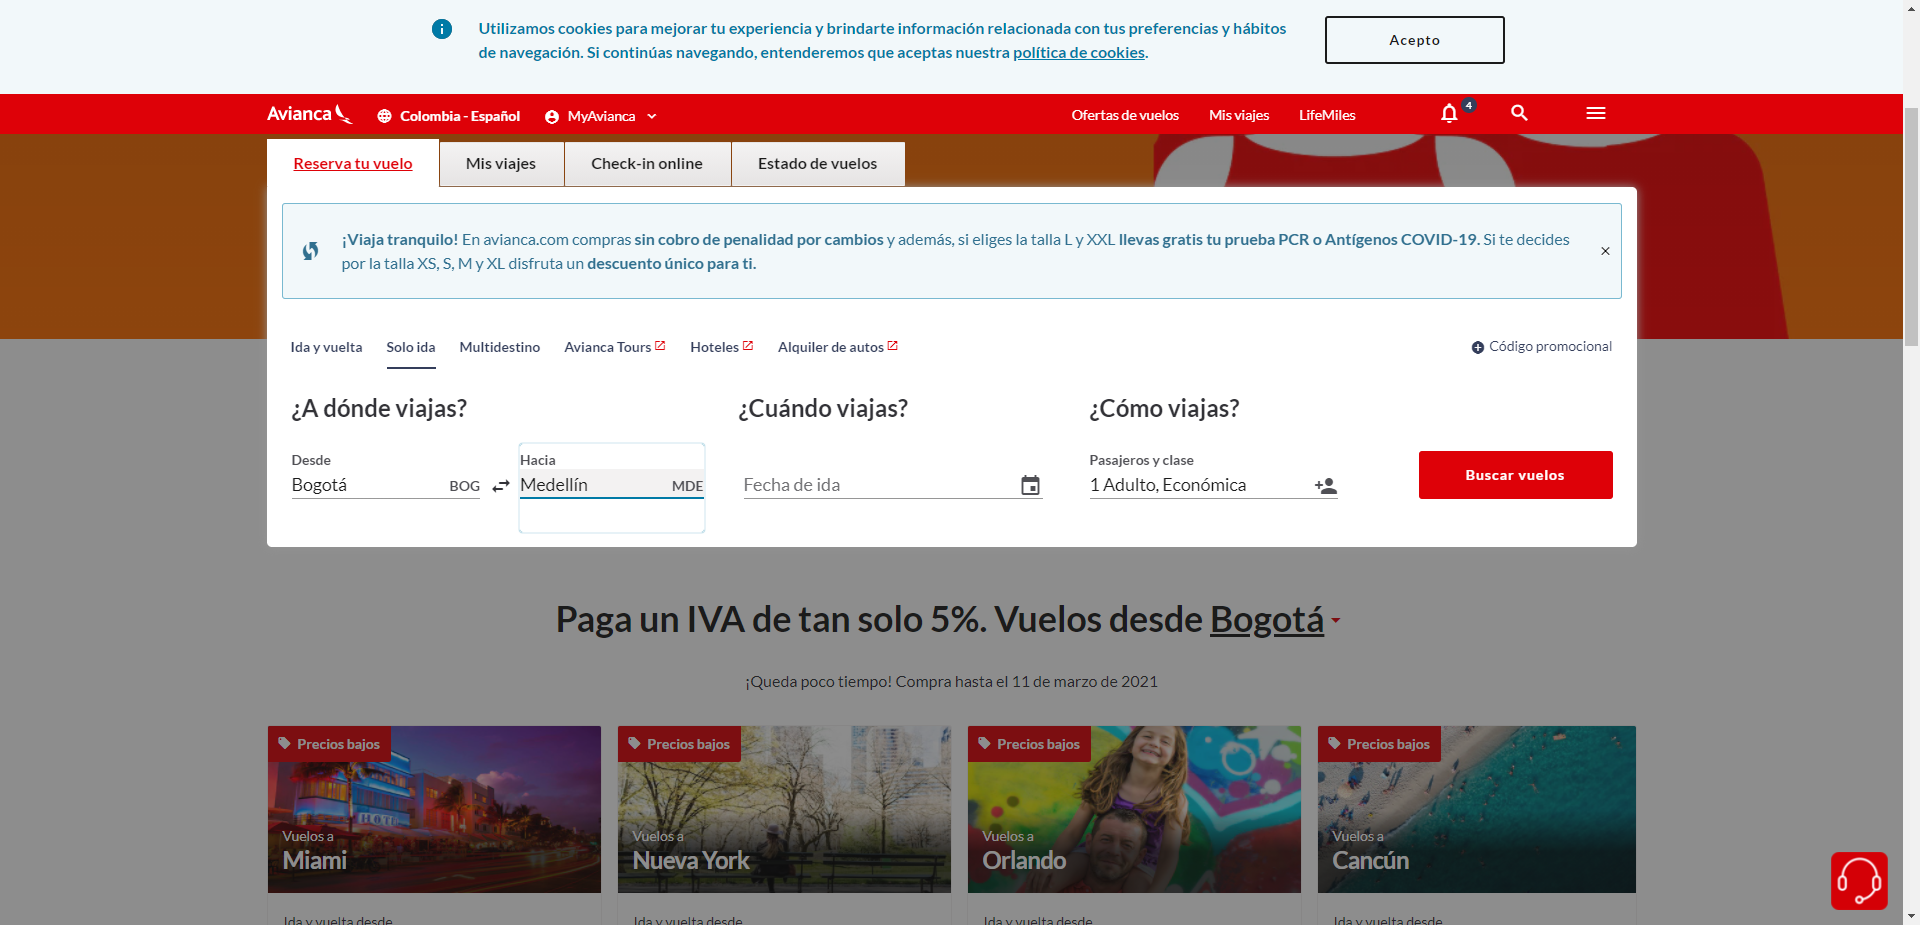 Utilizamos cookies para mejorar tu experiencia y brindarte información relacionada con tus preferencias y hábitos
de navegación. Si continúas navegando, entenderemos que aceptas nuestra política de cookies.
Acepto
Avianca
Colombia - Español
MyAvianca
Ofertas de vuelos
Mis viajes
LifeMiles
4
Reserva tu vuelo
Mis viajes
Check-in online
Estado de vuelos
¡Viaja tranquilo! En avianca.com compras sin cobro de penalidad por cambios y además, si eliges la talla L y XXL llevas gratis tu prueba PCR o Antígenos COVID-19. Si te decides
por la talla XS, S, M y XL disfruta un descuento único para ti.
Ida y vuelta
Solo ida
Multidestino
Avianca Tours
Hoteles
Alquiler de autos
Código promocional
¿A dónde viajas?
¿Cuándo viajas?
¿Cómo viajas?
Desde
Bogotá
BOG
Hacia
Medellín
MDE
Fecha de ida
Pasajeros y clase
1 Adulto, Económica
Buscar vuelos
Paga un IVA de tan solo 5%. Vuelos desde Bogotá
¡Queda poco tiempo! Compra hasta el 11 de marzo de 2021
Precios bajos
HOTEL
Vuelos a
Miami
Ida y vuelta desde
Precios bajos
Vuelos a
Nueva York
Ida y vuelta desde
Precios bajos
Vuelos a
Orlando
Ida y vuelta desde
Precios bajos
Vuelos a
Cancún
Ida y vuelta desde